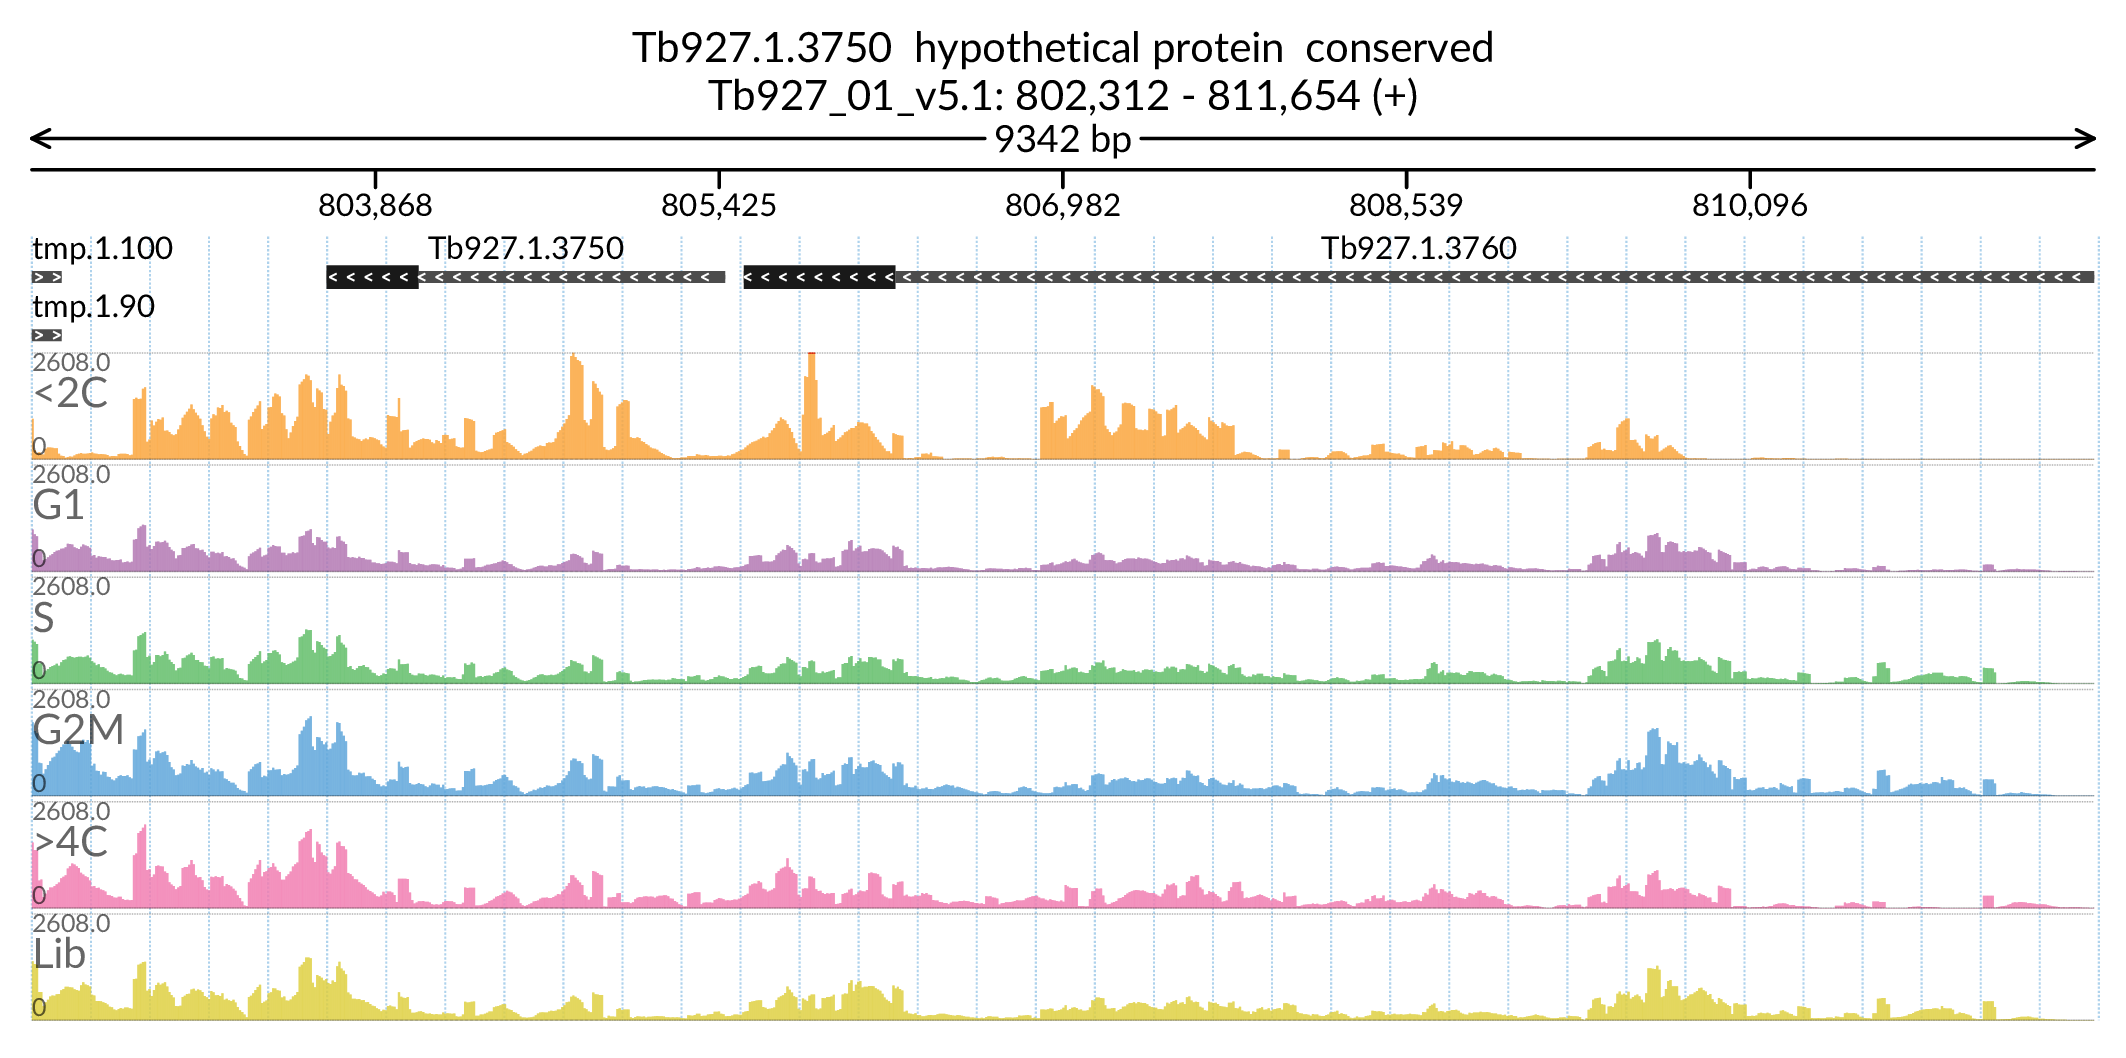 Tb927.1.3750  hypothetical protein  conserved
Tb927_01_v5.1: 802,312 - 811,654 (+)
9342 bp
803,868 805,425 806,982 808,539 810,096
tmp.1.100 Tb927.1.3750 Tb927.1.3760
tmp.1.90
2608.0
<2C
0
2608.0
G1
0
2608.0
S
0
2608.0
G2M
0
2608.0
>4C
0
2608.0
Lib
0